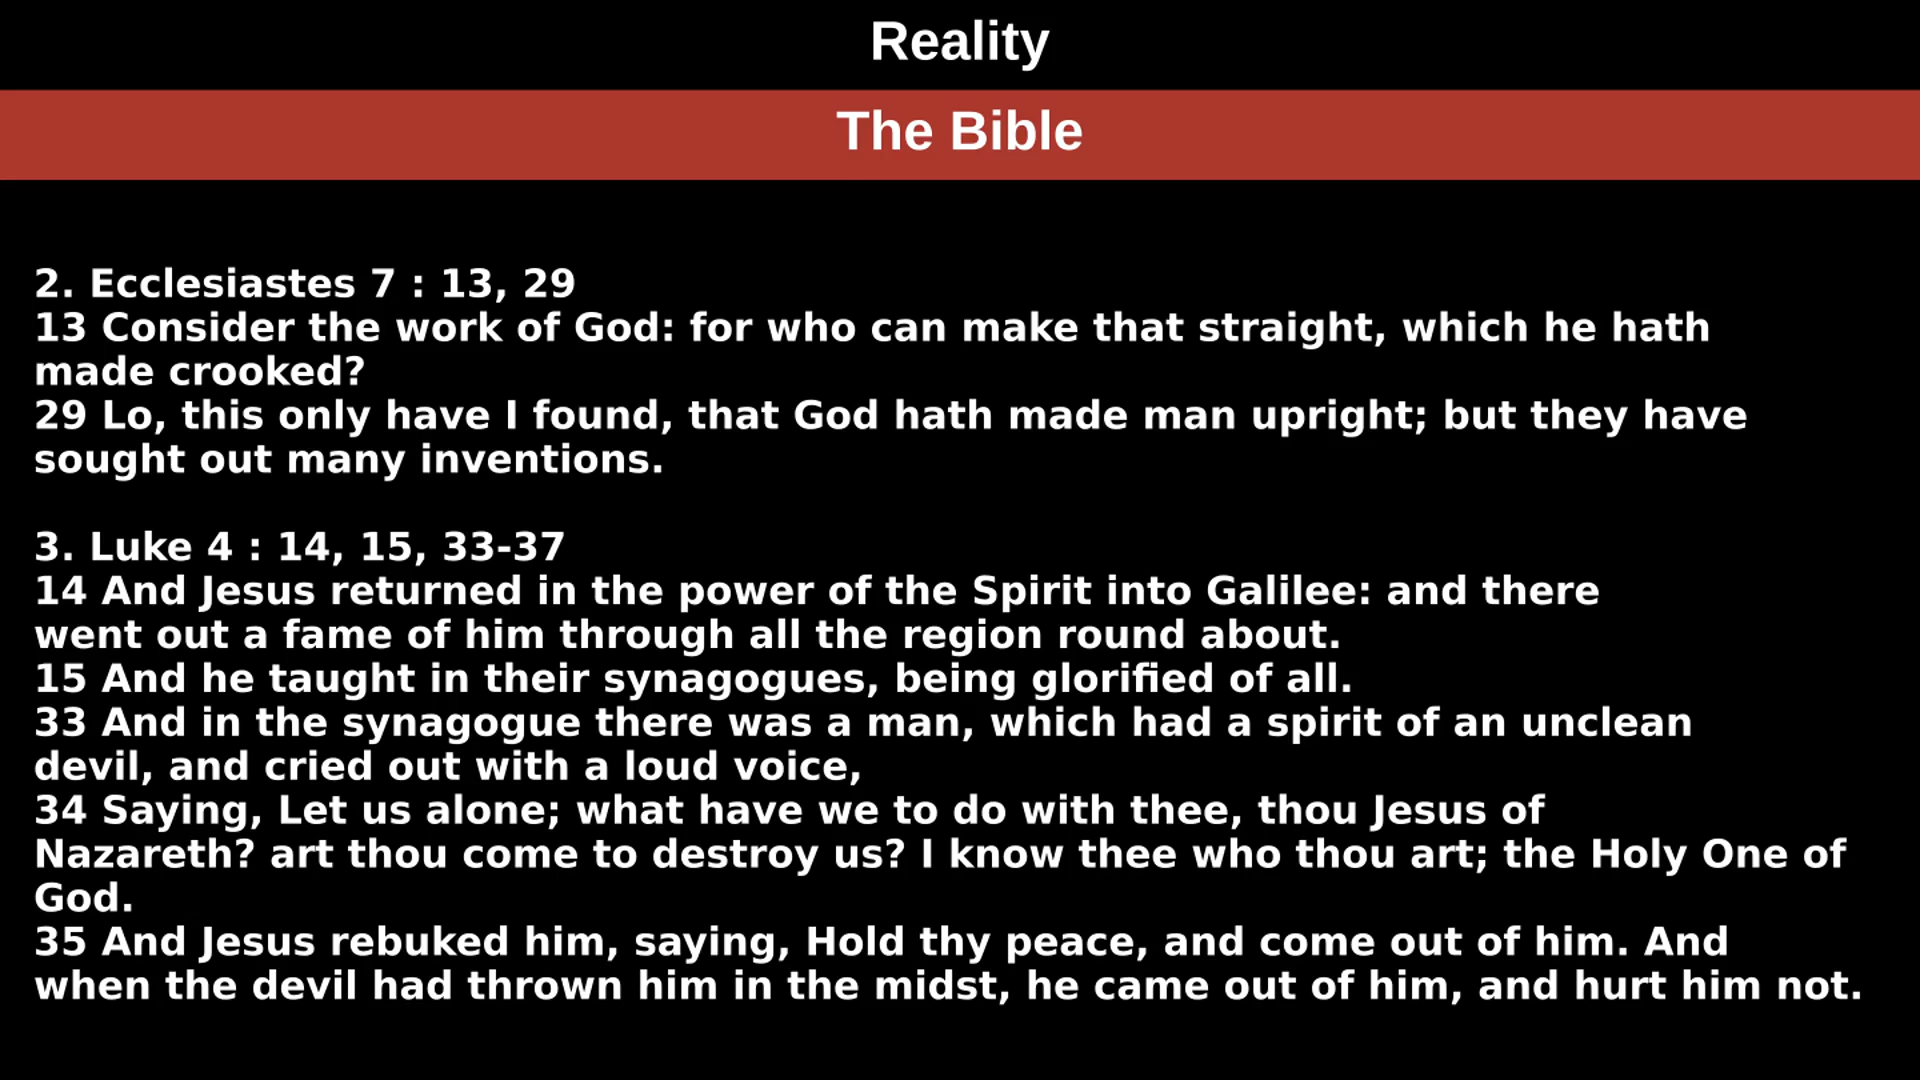 Reality
The Bible
2. Ecclesiastes 7 : 13, 29
13 Consider the work of God: for who can make that straight, which he hath
made crooked?
29 Lo, this only have I found, that God hath made man upright; but they have
sought out many inventions.
3. Luke 4 : 14, 15, 33-37
14 And Jesus returned in the power of the Spirit into Galilee: and there
went out a fame of him through all the region round about.
15 And he taught in their synagogues, being glorified of all.
33 And in the synagogue there was a man, which had a spirit of an unclean
devil, and cried out with a loud voice,
34 Saying, Let us alone; what have we to do with thee, thou Jesus of
Nazareth? art thou come to destroy us? I know thee who thou art; the Holy One of
God.
35 And Jesus rebuked him, saying, Hold thy peace, and come out of him. And
when the devil had thrown him in the midst, he came out of him, and hurt him not.